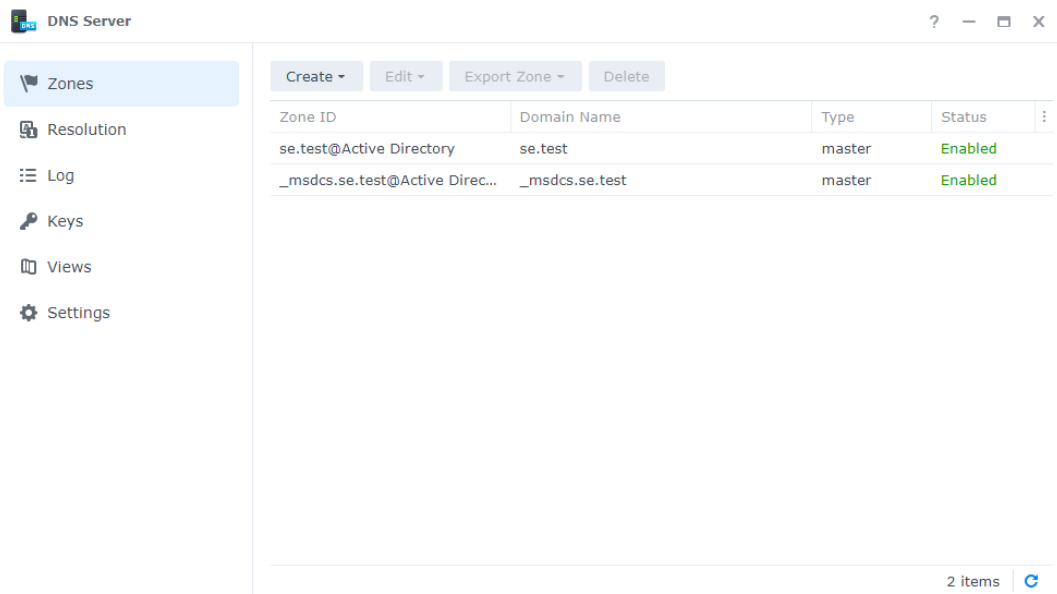 DNS Server
Zones
Resolution
Log
Keys
Views
Settings
Create Edit Export Zone Delete
Zone ID Domain Name Type Status
se.test@Active Directory se.test master Enabled
_msdcs.se.test@Active Direc... _msdcs.se.test master Enabled
2 items